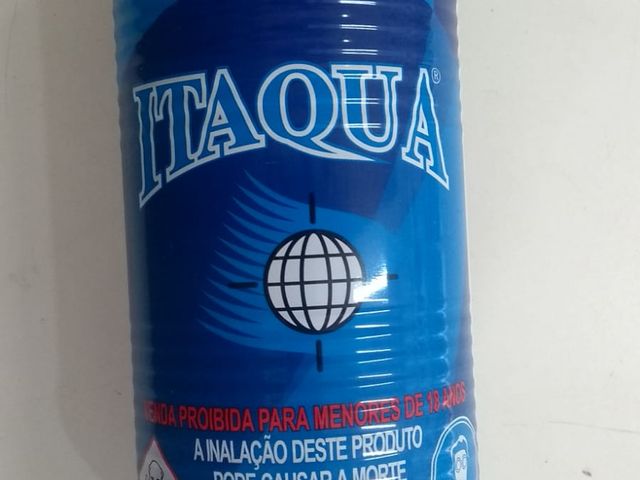 ITAQUA®
VENDA PROIBIDA PARA MENORES DE 18 ANOS
A INALAÇÃO DESTE PRODUTO
PODE CAUSAR A MORTE